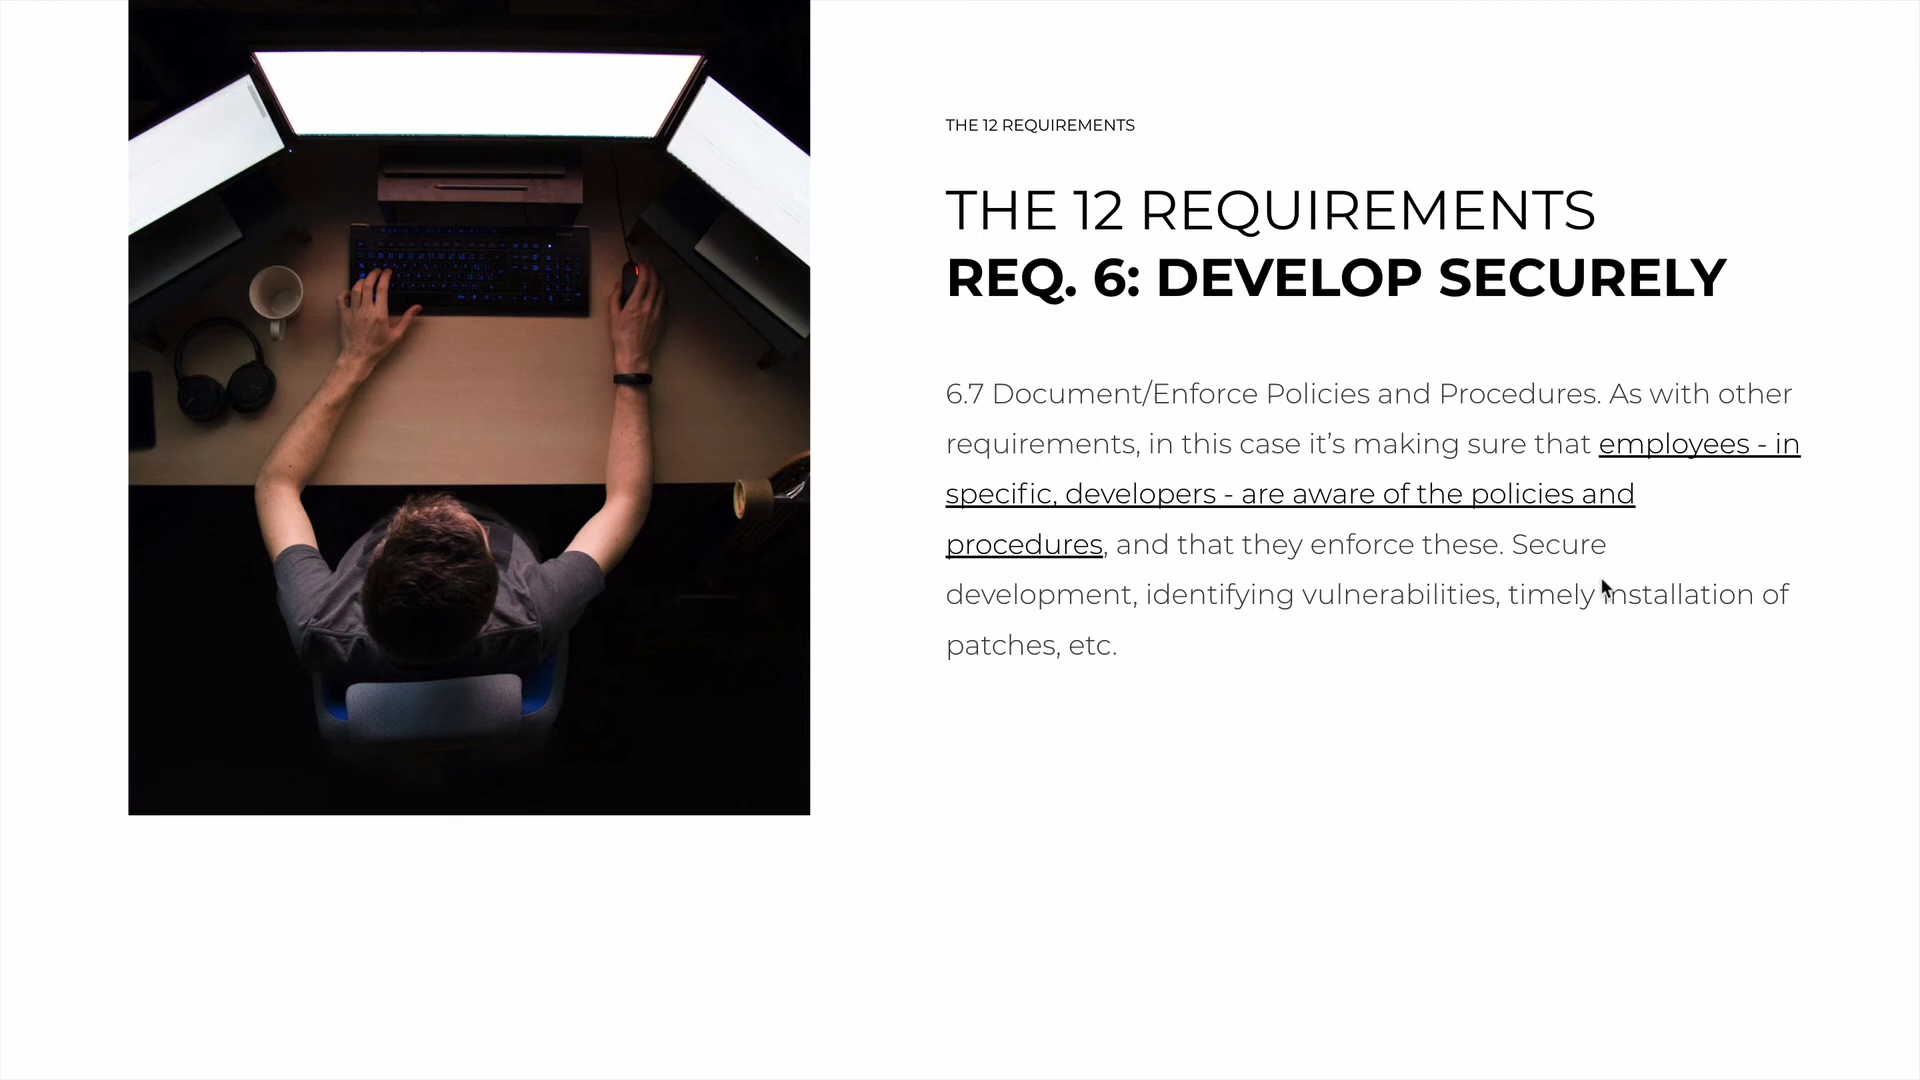 THE 12 REQUIREMENTS
THE 12 REQUIREMENTS
REQ. 6: DEVELOP SECURELY
6.7 Document/Enforce Policies and Procedures. As with other
requirements, in this case it’s making sure that employees - in
specific, developers - are aware of the policies and
procedures, and that they enforce these. Secure
development, identifying vulnerabilities, timely installation of
patches, etc.